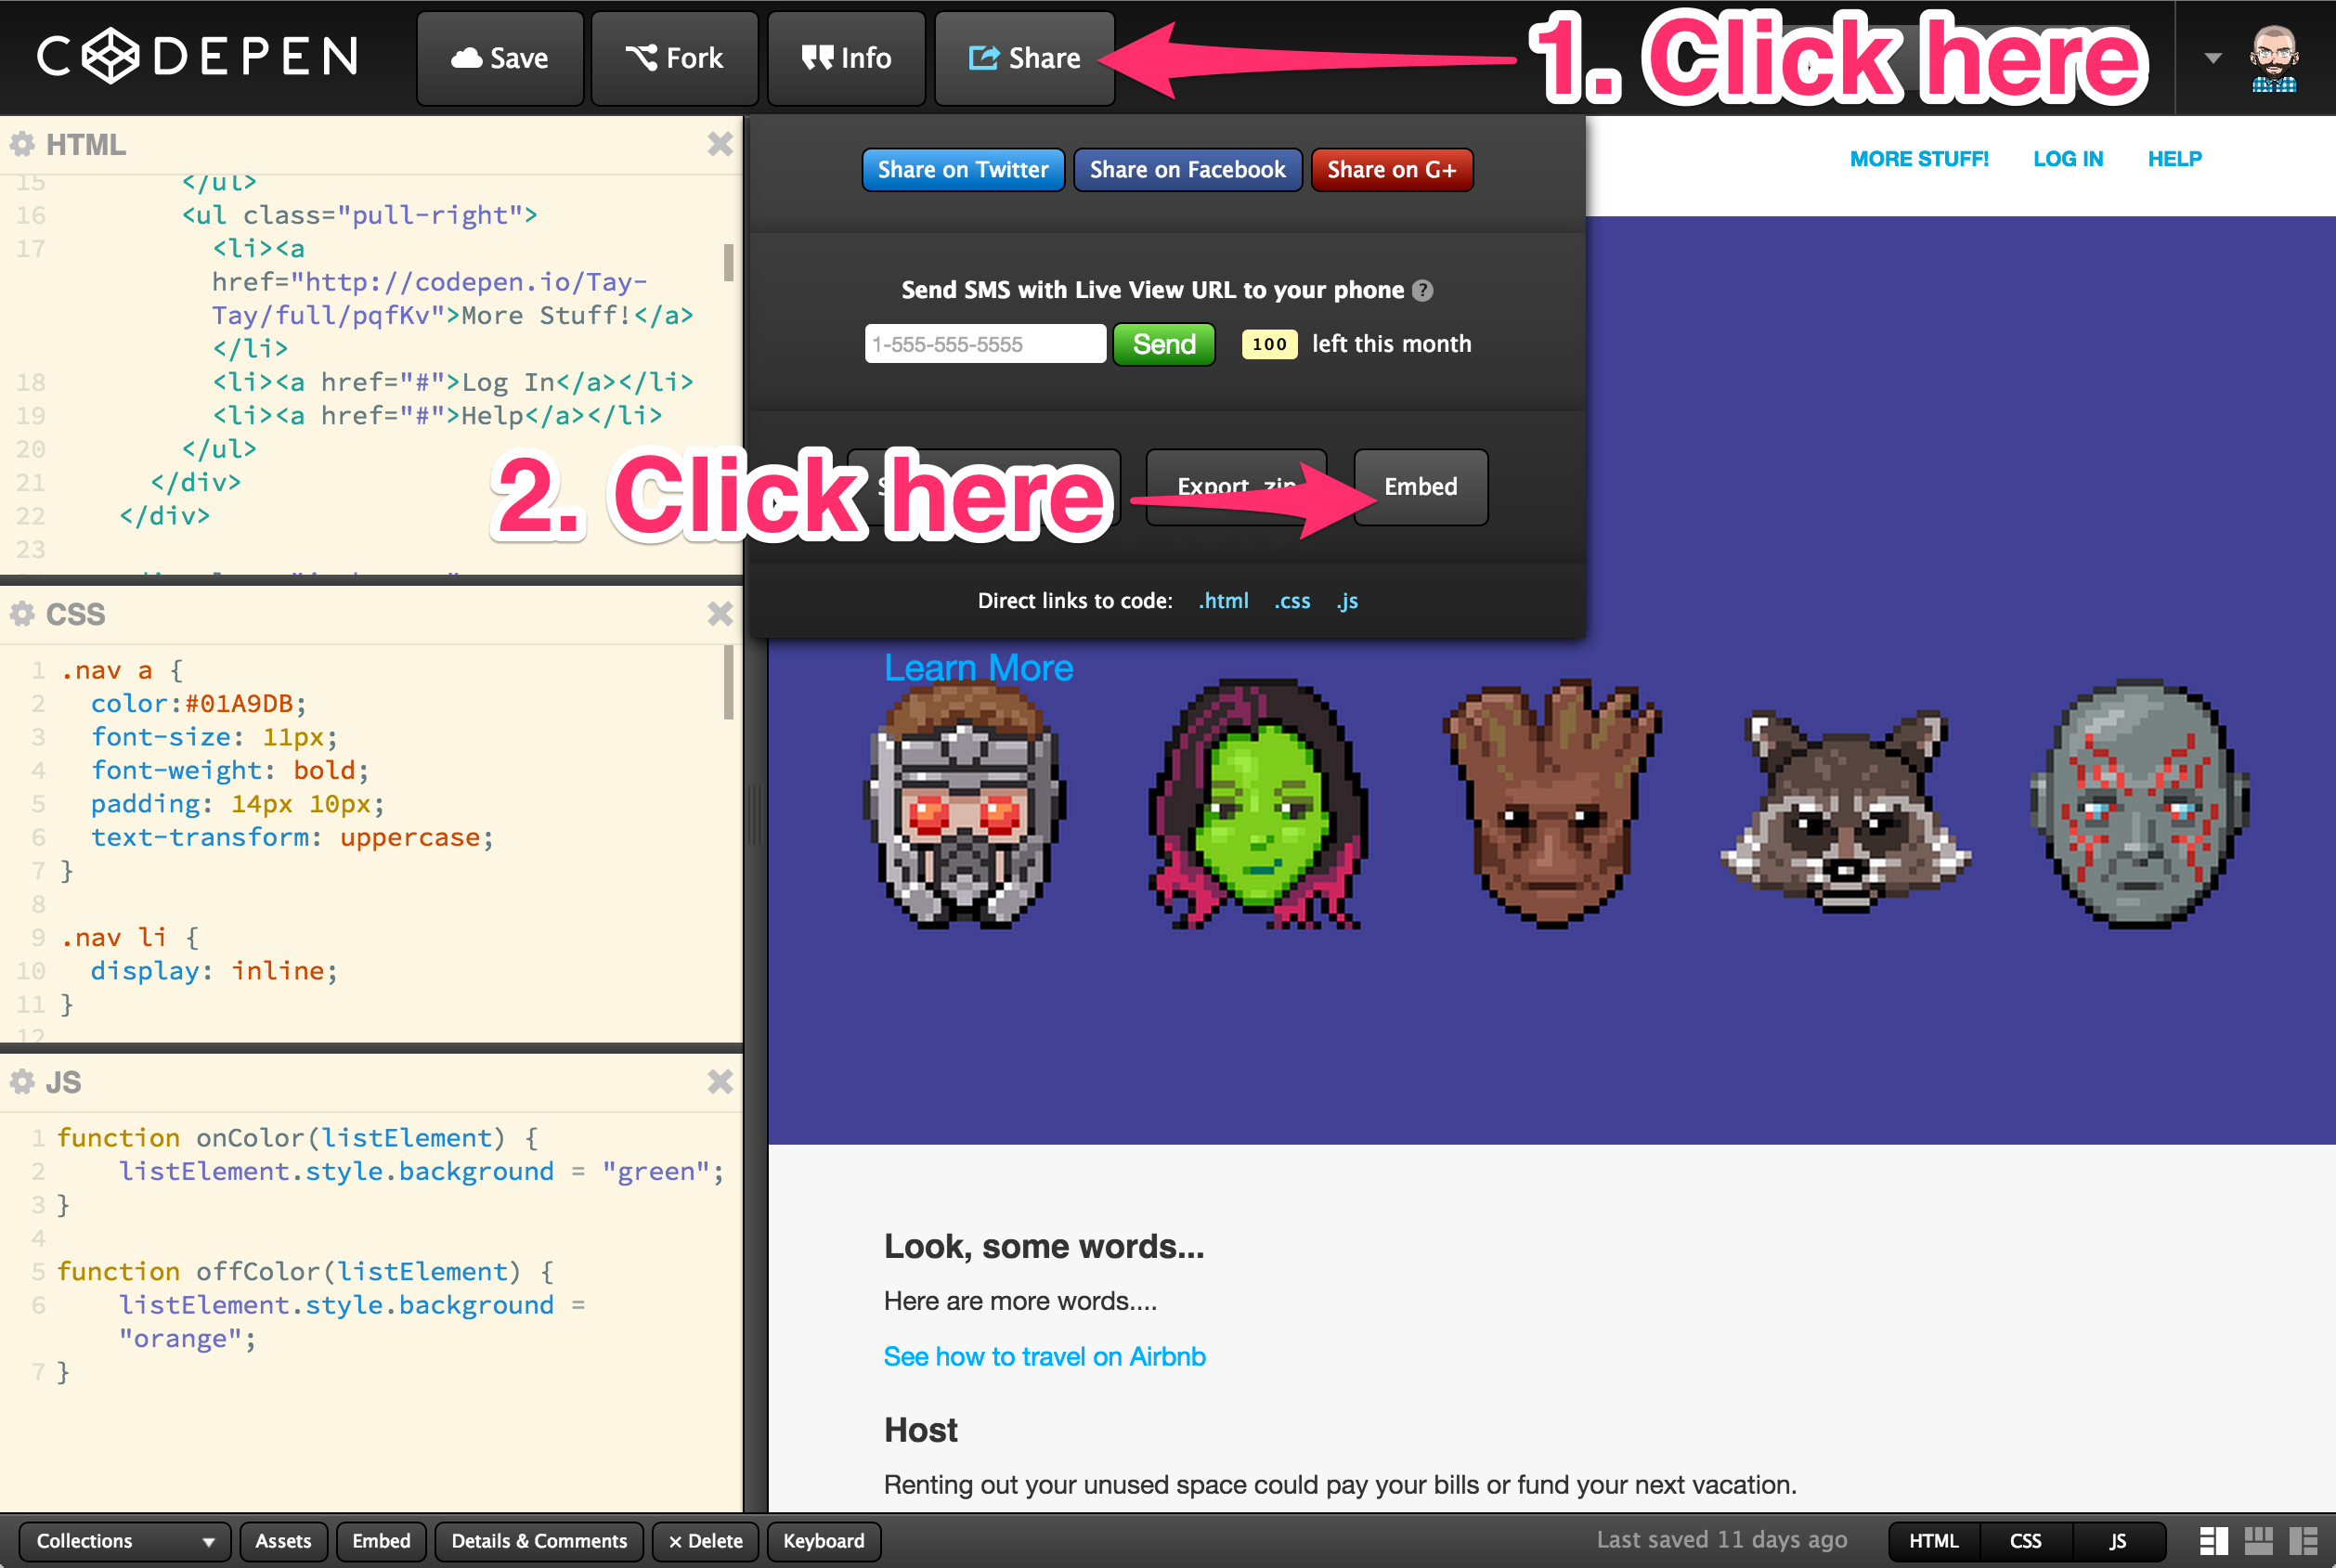 CODEPEN
Save
Fork
Info
Share
1. Click here
HTML
15 </ul>
16 <ul class="pull-right">
17 <li><a
href="http://codepen.io/Tay-
Tay/full/pqfKv">More Stuff!</a>
</li>
18 <li><a href="#">Log In</a></li>
19 <li><a href="#">Help</a></li>
20 </ul>
21 </div>
22 </div>
23
CSS
1 .nav a {
2 color:#01A9DB;
3 font-size: 11px;
4 font-weight: bold;
5 padding: 14px 10px;
6 text-transform: uppercase;
7 }
8
9 .nav li {
10 display: inline;
11 }
12
JS
1 function onColor(listElement) {
2 listElement.style.background = "green";
3 }
4
5 function offColor(listElement) {
6 listElement.style.background =
"orange";
7 }
Share on Twitter
Share on Facebook
Share on G+
Send SMS with Live View URL to your phone ?
1-555-555-5555
Send
100 left this month
2. Click here
Export .zip
Embed
Direct links to code: .html .css .js
MORE STUFF!
LOG IN
HELP
Learn More
Look, some words...
Here are more words....
See how to travel on Airbnb
Host
Renting out your unused space could pay your bills or fund your next vacation.
Collections
Assets
Embed
Details & Comments
× Delete
Keyboard
Last saved 11 days ago
HTML
CSS
JS